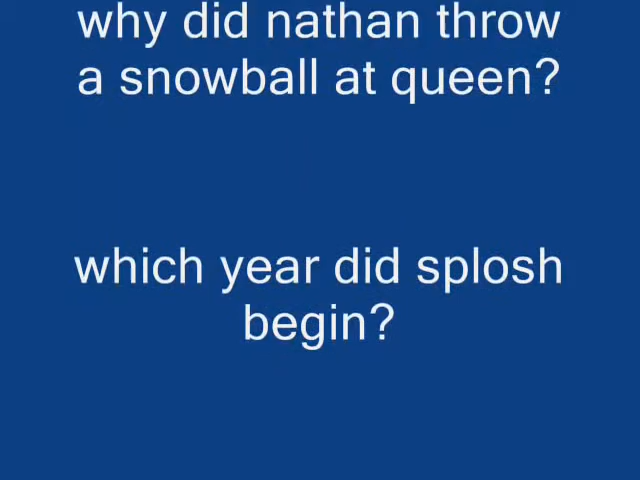 why did nathan throw
a snowball at queen?
which year did splosh
begin?